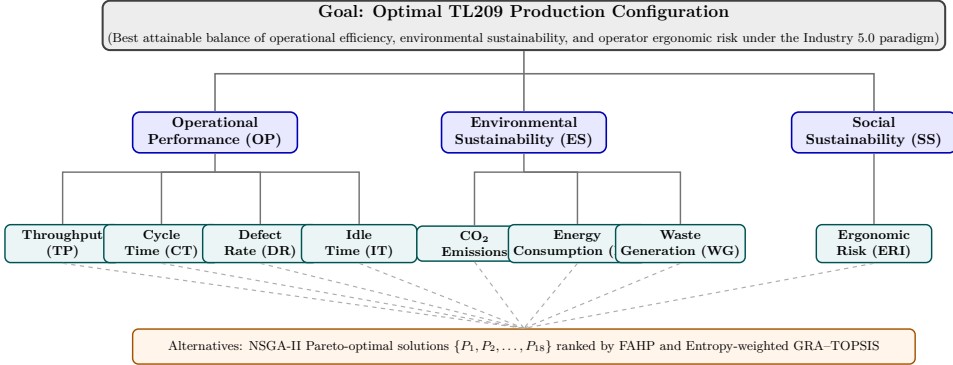 Goal: Optimal TL209 Production Configuration
(Best attainable balance of operational efficiency, environmental sustainability, and operator ergonomic risk under the Industry 5.0 paradigm)
Operational
Performance (OP)
Environmental
Sustainability (ES)
Social
Sustainability (SS)
Throughput
(TP)
Cycle
Time (CT)
Defect
Rate (DR)
Idle
Time (IT)
CO₂
Emissions
Energy
Consumption (
Waste
Generation (WG)
Ergonomic
Risk (ERI)
Alternatives: NSGA-II Pareto-optimal solutions {P₁, P₂, . . . , P₁₈} ranked by FAHP and Entropy-weighted GRA–TOPSIS